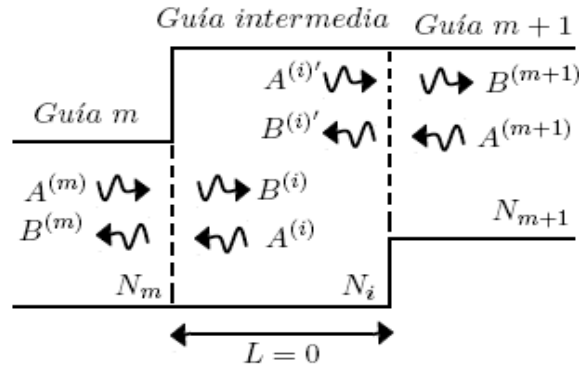 Guía intermedia
Guía m + 1
Guía m
A^{(i)'}
B^{(m+1)}
B^{(i)'}
A^{(m+1)}
A^{(m)}
B^{(i)}
B^{(m)}
A^{(i)}
N_{m+1}
N_m
N_i
L = 0